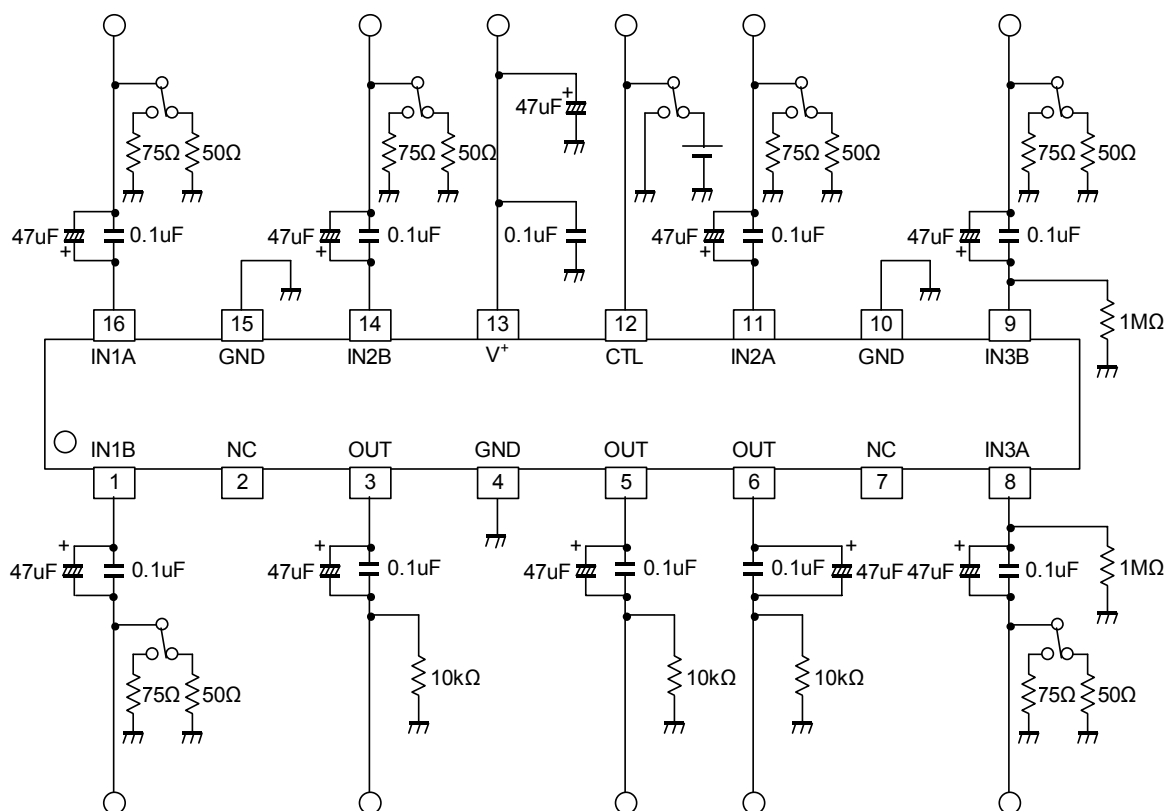 47uF +
75Ω 50Ω 75Ω 50Ω 75Ω 50Ω 75Ω 50Ω
47uF + 0.1uF 47uF + 0.1uF 0.1uF 47uF + 0.1uF 47uF + 0.1uF
1MΩ
16 15 14 13 12 11 10 9
IN1A GND IN2B V+ CTL IN2A GND IN3B
IN1B NC OUT GND OUT OUT NC IN3A
1 2 3 4 5 6 7 8
+ + + + +
47uF 0.1uF 47uF 0.1uF 47uF 0.1uF 0.1uF 47uF 47uF 0.1uF 1MΩ
75Ω 50Ω 10kΩ 10kΩ 10kΩ 75Ω 50Ω